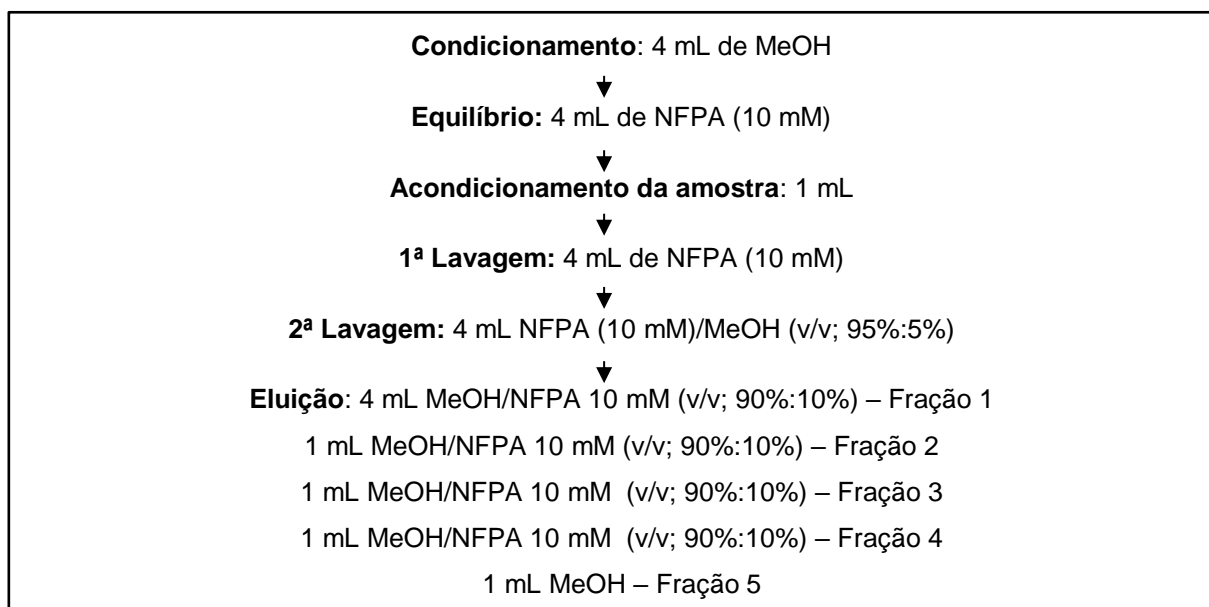 Condicionamento: 4 mL de MeOH
Equilíbrio: 4 mL de NFPA (10 mM)
Acondicionamento da amostra: 1 mL
1ª Lavagem: 4 mL de NFPA (10 mM)
2ª Lavagem: 4 mL NFPA (10 mM)/MeOH (v/v; 95%:5%)
Eluição: 4 mL MeOH/NFPA 10 mM (v/v; 90%:10%) – Fração 1
1 mL MeOH/NFPA 10 mM (v/v; 90%:10%) – Fração 2
1 mL MeOH/NFPA 10 mM (v/v; 90%:10%) – Fração 3
1 mL MeOH/NFPA 10 mM (v/v; 90%:10%) – Fração 4
1 mL MeOH – Fração 5